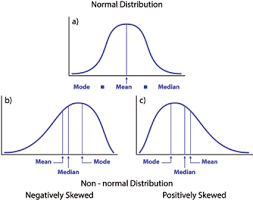 Normal Distribution
a)
Mode ■ Mean ■ Median
b)
c)
Mean
Mode
Median
Mode
Mean
Median
Non - normal Distribution
Negatively Skewed
Positively Skewed